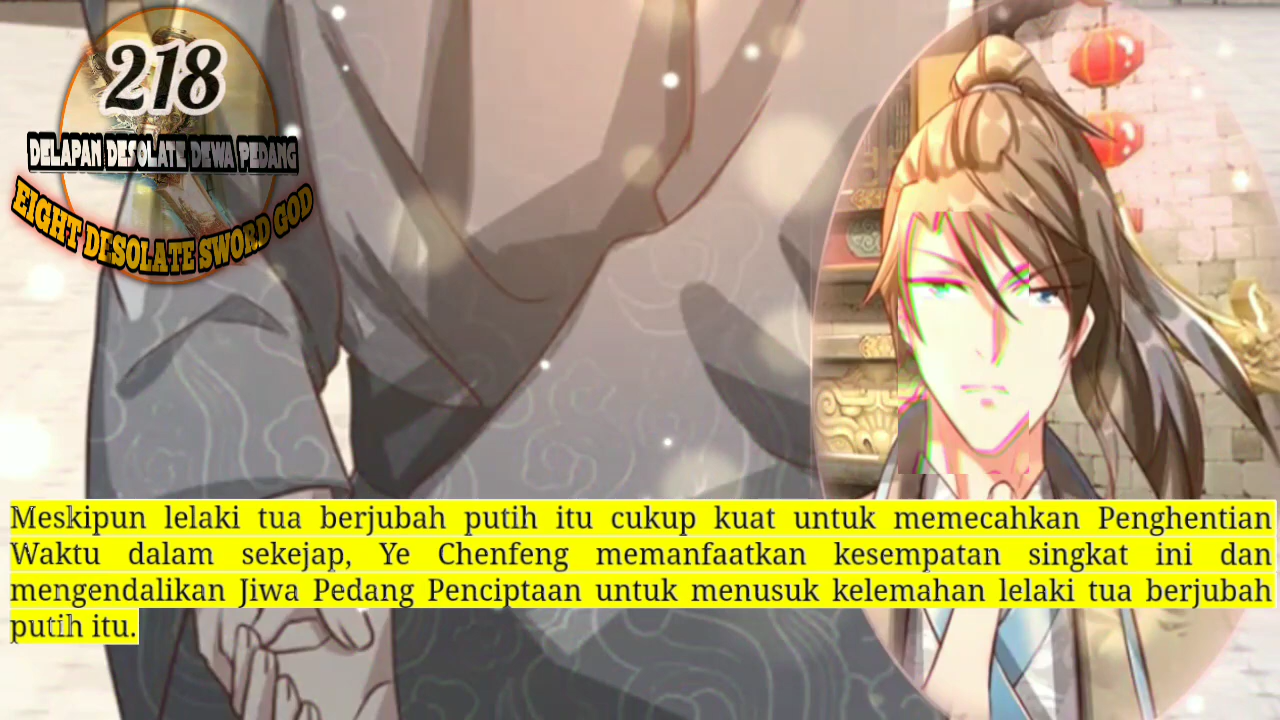 218
DELAPAN DESOLATE DEWA PEDANG
EIGHT DESOLATE SWORD GOD
Meskipun lelaki tua berjubah putih itu cukup kuat untuk memecahkan Penghentian
Waktu dalam sekejap, Ye Chenfeng memanfaatkan kesempatan singkat ini dan
mengendalikan Jiwa Pedang Penciptaan untuk menusuk kelemahan lelaki tua berjubah
putih itu.